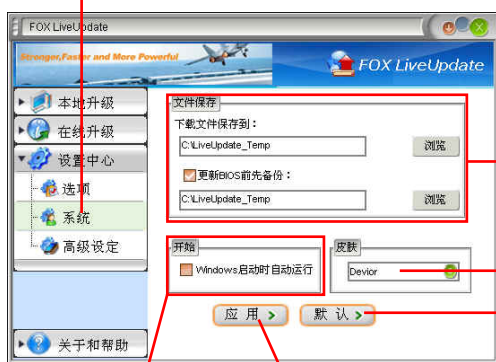 FOX LiveUpdate
Stronger,Faster and More Powerful
FOX LiveUpdate
本地升级
在线升级
设置中心
选项
系统
高级设定
关于和帮助
文件保存
下载文件保存到：
C:\LiveUpdate_Temp
浏览
更新BIOS前先备份：
C:\LiveUpdate_Temp
浏览
开始
Windows启动时自动运行
皮肤
Devior
应 用
默 认